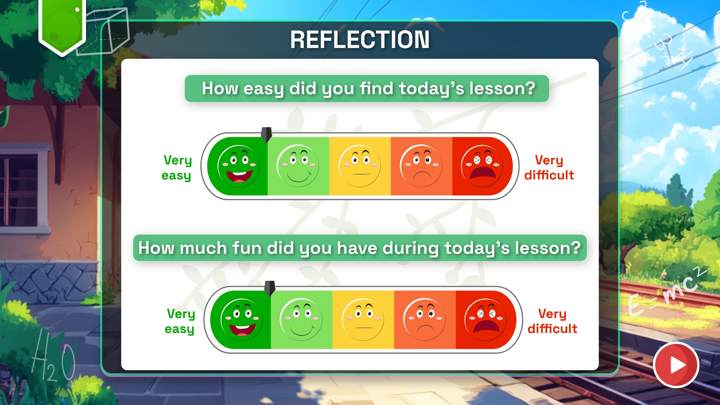 REFLECTION
How easy did you find today's lesson?
Very
easy
Very
difficult
How much fun did you have during today's lesson?
Very
easy
Very
difficult
E=mc²
H₂O